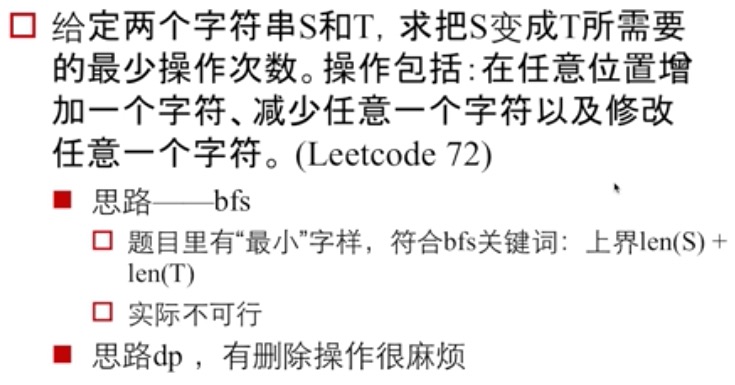 给定两个字符串S和T, 求把S变成T所需要
的最少操作次数。操作包括:在任意位置增
加一个字符、减少任意一个字符以及修改
任意一个字符。(Leetcode 72)
思路——bfs
题目里有“最小”字样，符合bfs关键词：上界len(S) +
len(T)
实际不可行
思路dp ，有删除操作很麻烦